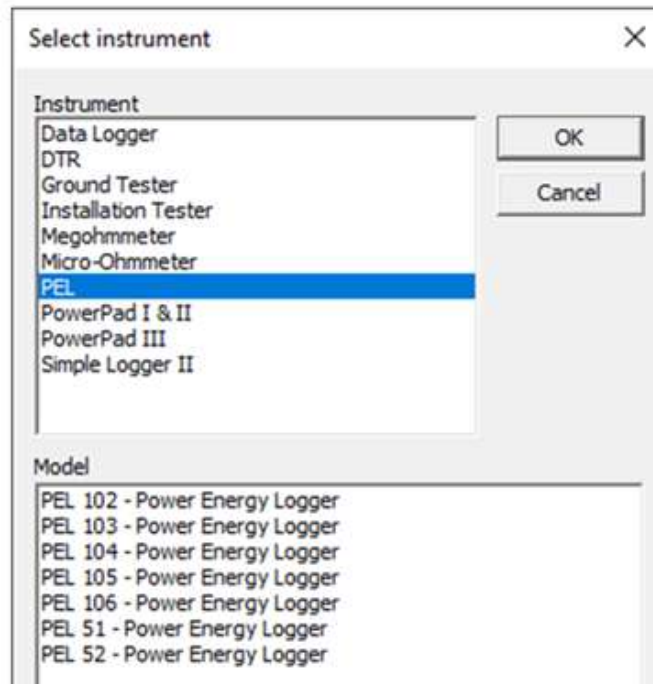 Select instrument
Instrument
Data Logger
DTR
Ground Tester
Installation Tester
Megohmmeter
Micro-Ohmmeter
PEL
PowerPad I & II
PowerPad III
Simple Logger II
OK
Cancel
Model
PEL 102 - Power Energy Logger
PEL 103 - Power Energy Logger
PEL 104 - Power Energy Logger
PEL 105 - Power Energy Logger
PEL 106 - Power Energy Logger
PEL 51 - Power Energy Logger
PEL 52 - Power Energy Logger